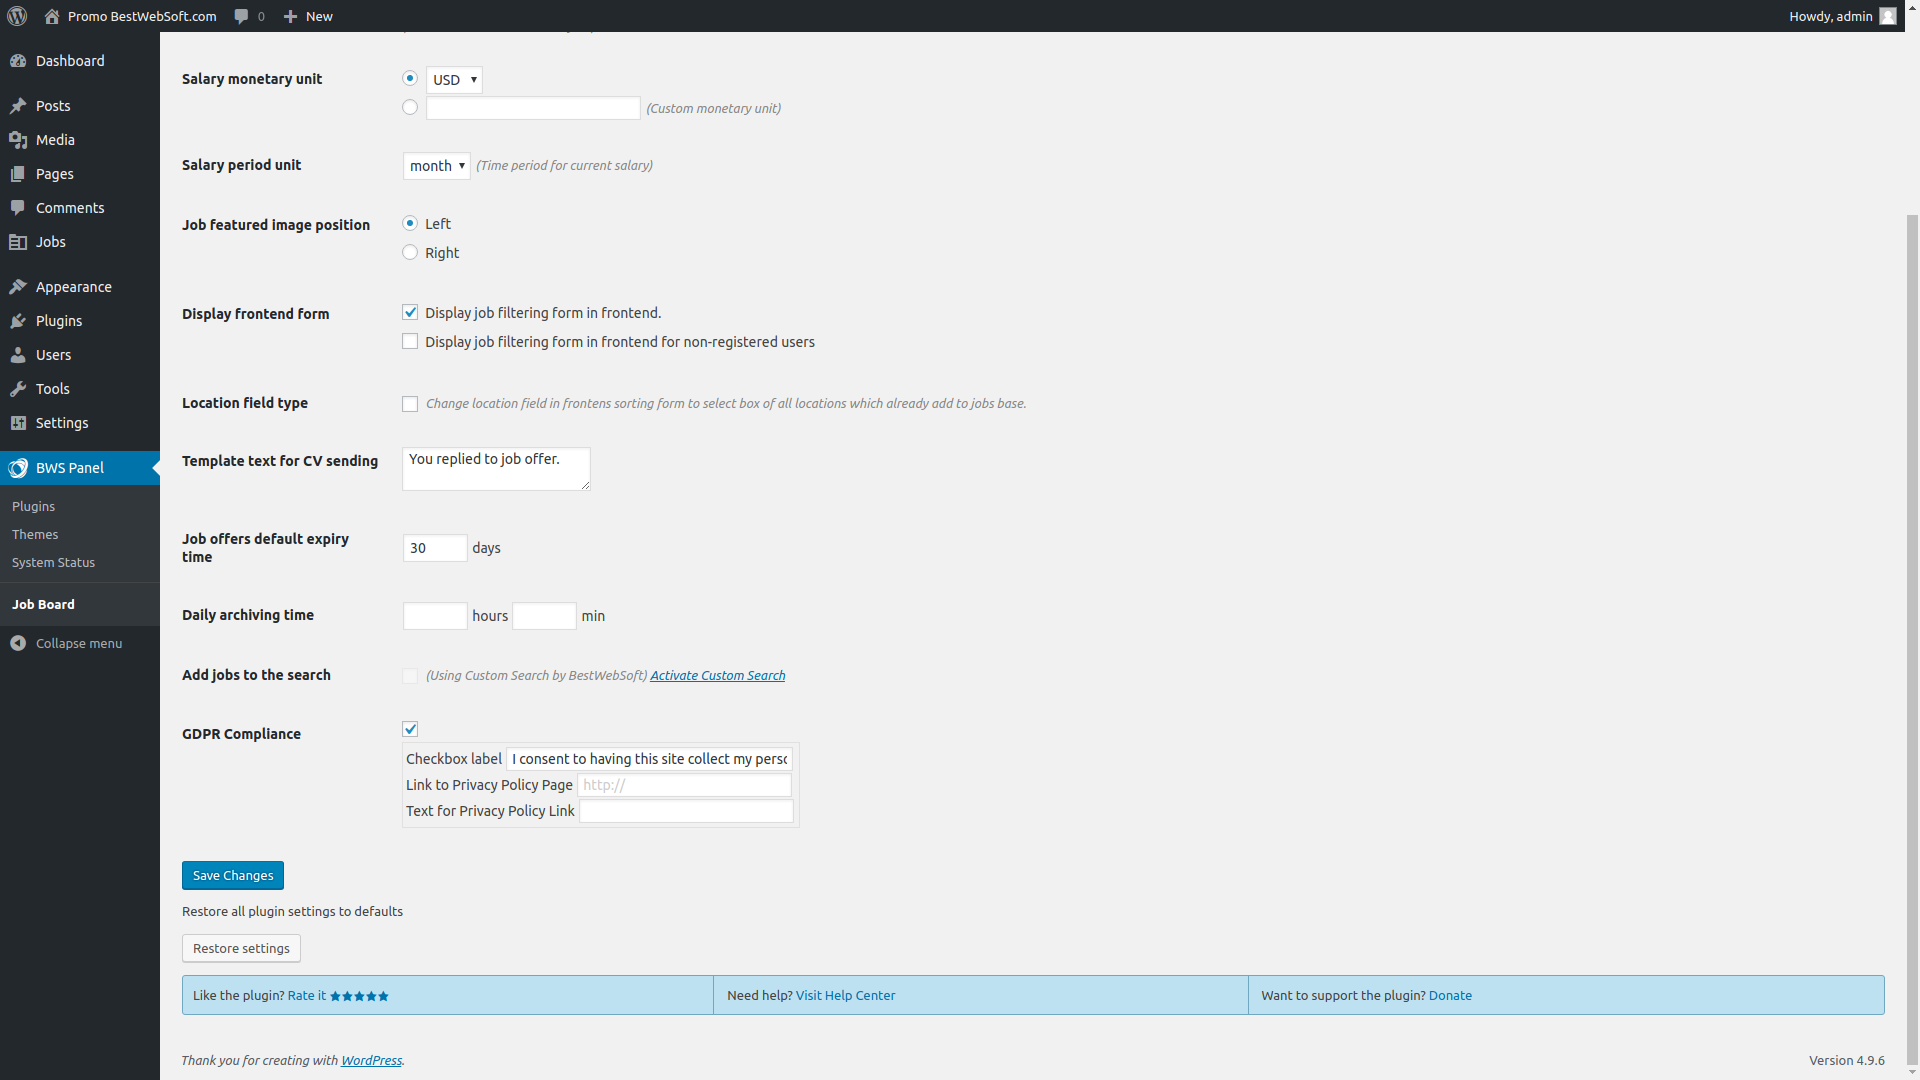 Promo BestWebSoft.com 0 New Howdy, admin
Dashboard
Posts
Media
Pages
Comments
Jobs
Appearance
Plugins
Users
Tools
Settings
BWS Panel
Plugins
Themes
System Status
Job Board
Collapse menu
Salary monetary unit USD
(Custom monetary unit)
Salary period unit month (Time period for current salary)
Job featured image position Left
Right
Display frontend form Display job filtering form in frontend.
Display job filtering form in frontend for non-registered users
Location field type Change location field in frontens sorting form to select box of all locations which already add to jobs base.
Template text for CV sending You replied to job offer.
Job offers default expiry
time
30 days
Daily archiving time hours min
Add jobs to the search (Using Custom Search by BestWebSoft) Activate Custom Search
GDPR Compliance
Checkbox label I consent to having this site collect my
Link to Privacy Policy Page http://
Text for Privacy Policy Link
Save Changes
Restore all plugin settings to defaults
Restore settings
Like the plugin? Rate it ★★★★★ Need help? Visit Help Center Want to support the plugin? Donate
Thank you for creating with WordPress. Version 4.9.6